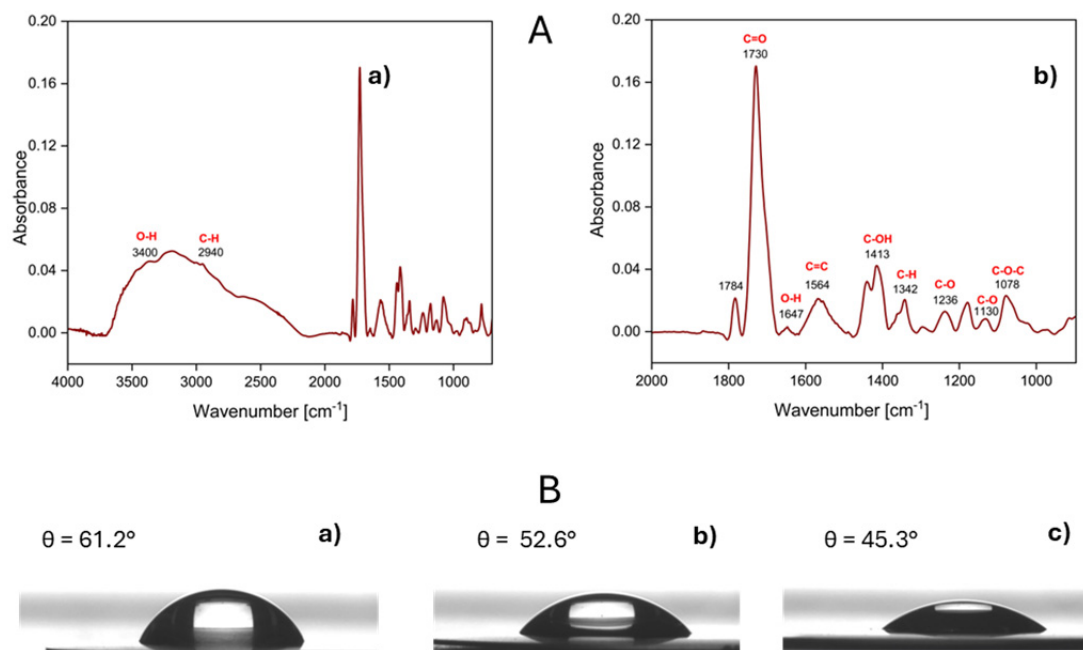 A
a)
0.20
0.16
0.12
0.08
0.04
0.00
Absorbance
O-H
3400
C-H
2940
4000 3500 3000 2500 2000 1500 1000
Wavenumber [cm⁻¹]
b)
0.20
0.16
0.12
0.08
0.04
0.00
Absorbance
C=O
1730
1784
O-H
1647
C=C
1564
C-OH
1413
C-H
1342
C-O
1236
C-O
1130
C-O-C
1078
2000 1800 1600 1400 1200 1000
Wavenumber [cm⁻¹]
B
θ = 61.2° a)
θ = 52.6° b)
θ = 45.3° c)